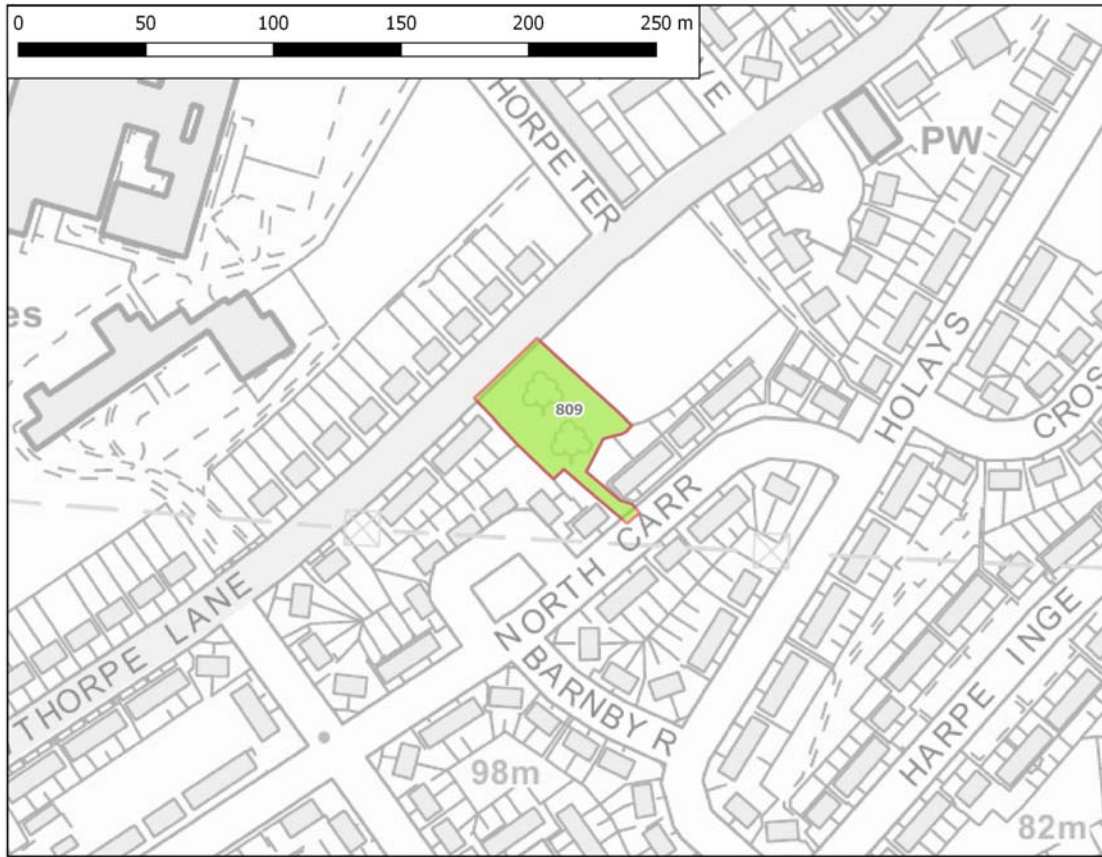 0 50 100 150 200 250 m
HORPE TER
E
PW
es
809
HOLAYS
CROS
NORTH CARR
THORPE LANE
N BARNBY R
HARPE INGE
98m
82m